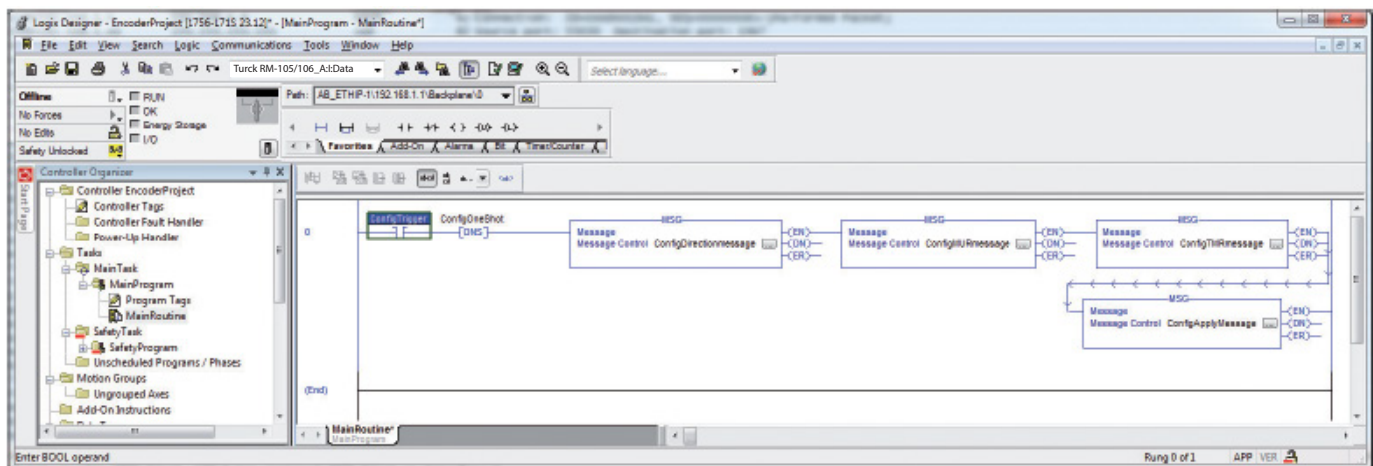 Logix Designer - EncoderProject [1756-L71S 23.12]* - [MainProgram - MainRoutine*]
File Edit View Search Logic Communications Tools Window Help
Turck RM-105/106_A:I:Data
Select language...
Offline
RUN
No Forces
OK
No Edits
Energy Storage
Safety Unlocked
I/O
Path: AB_ETHIP-1\192.168.1.1\Backplane\0
Favorites Add-On Alarms Bit Timer/Counter
Start Page
Controller Organizer
Controller EncoderProject
Controller Tags
Controller Fault Handler
Power-Up Handler
Tasks
MainTask
MainProgram
Program Tags
MainRoutine
SafetyTask
SafetyProgram
Unscheduled Programs / Phases
Motion Groups
Ungrouped Axes
Add-On Instructions
0
ConfigTrigger
ConfigOneShot
[ONS]
MSG
Message
Message Control ConfigDirectionmessage ...
(EN)
(DN)
(ER)
MSG
Message
Message Control ConfigMURmessage ...
(EN)
(DN)
(ER)
MSG
Message
Message Control ConfigTMRmessage ...
(EN)
(DN)
(ER)
MSG
Message
Message Control ConfgApplyMessage ...
(EN)
(DN)
(ER)
(End)
MainRoutine*
MainProgram
Enter BOOL operand
Rung 0 of 1 APP VER